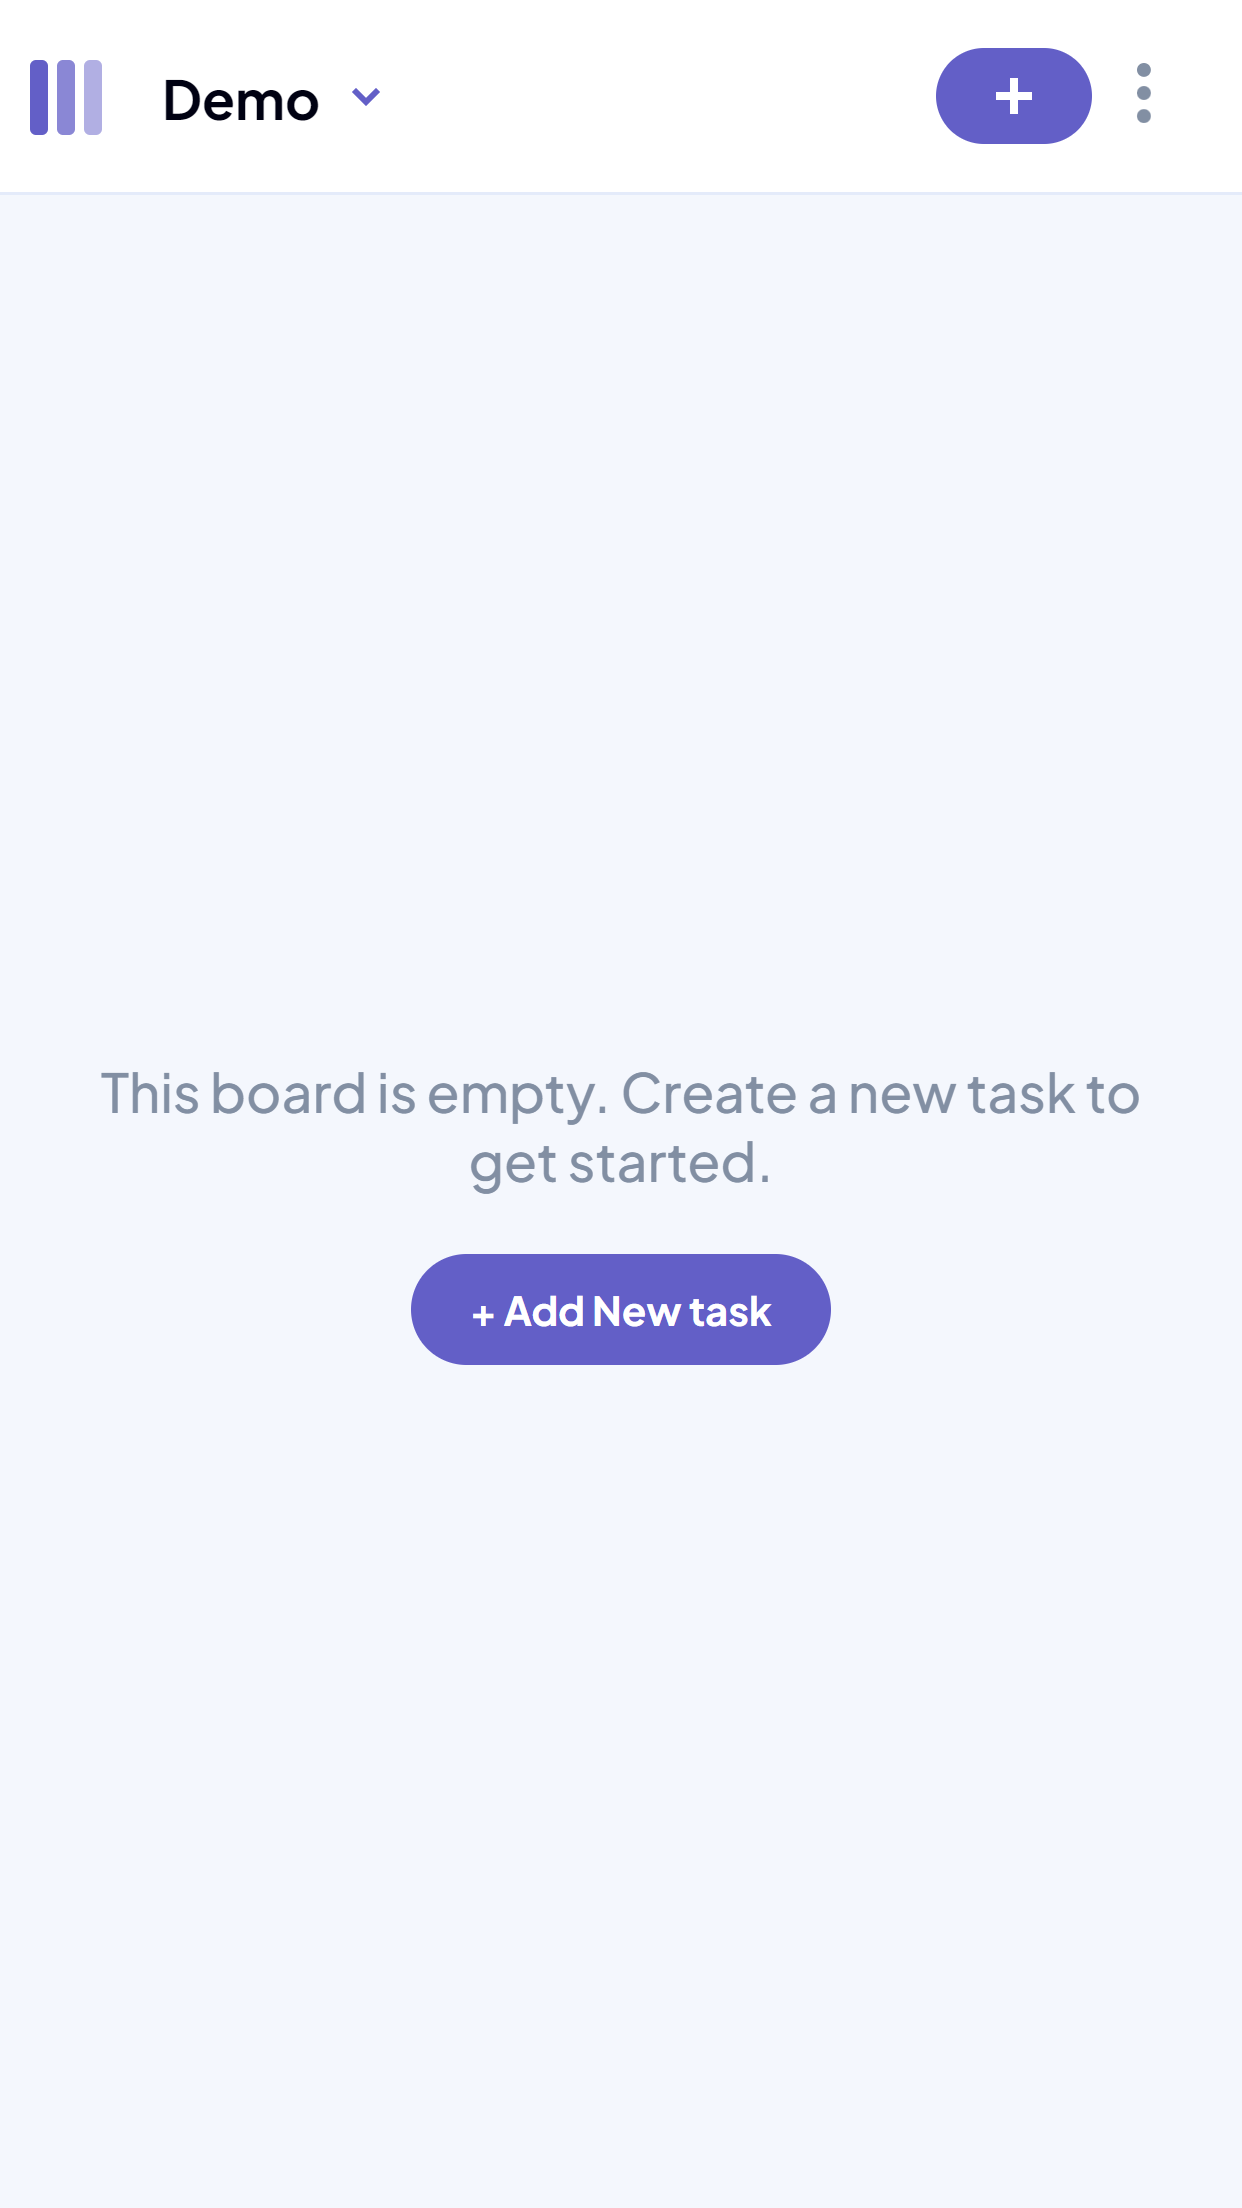 Demo
This board is empty. Create a new task to
get started.
+ Add New task